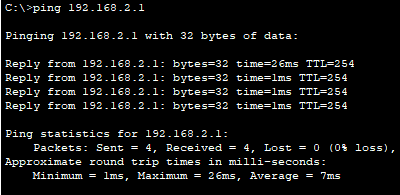 C:\>ping 192.168.2.1
Pinging 192.168.2.1 with 32 bytes of data:
Reply from 192.168.2.1: bytes=32 time=26ms TTL=254
Reply from 192.168.2.1: bytes=32 time=1ms TTL=254
Reply from 192.168.2.1: bytes=32 time=1ms TTL=254
Reply from 192.168.2.1: bytes=32 time=1ms TTL=254
Ping statistics for 192.168.2.1:
    Packets: Sent = 4, Received = 4, Lost = 0 (0% loss),
Approximate round trip times in milli-seconds:
    Minimum = 1ms, Maximum = 26ms, Average = 7ms